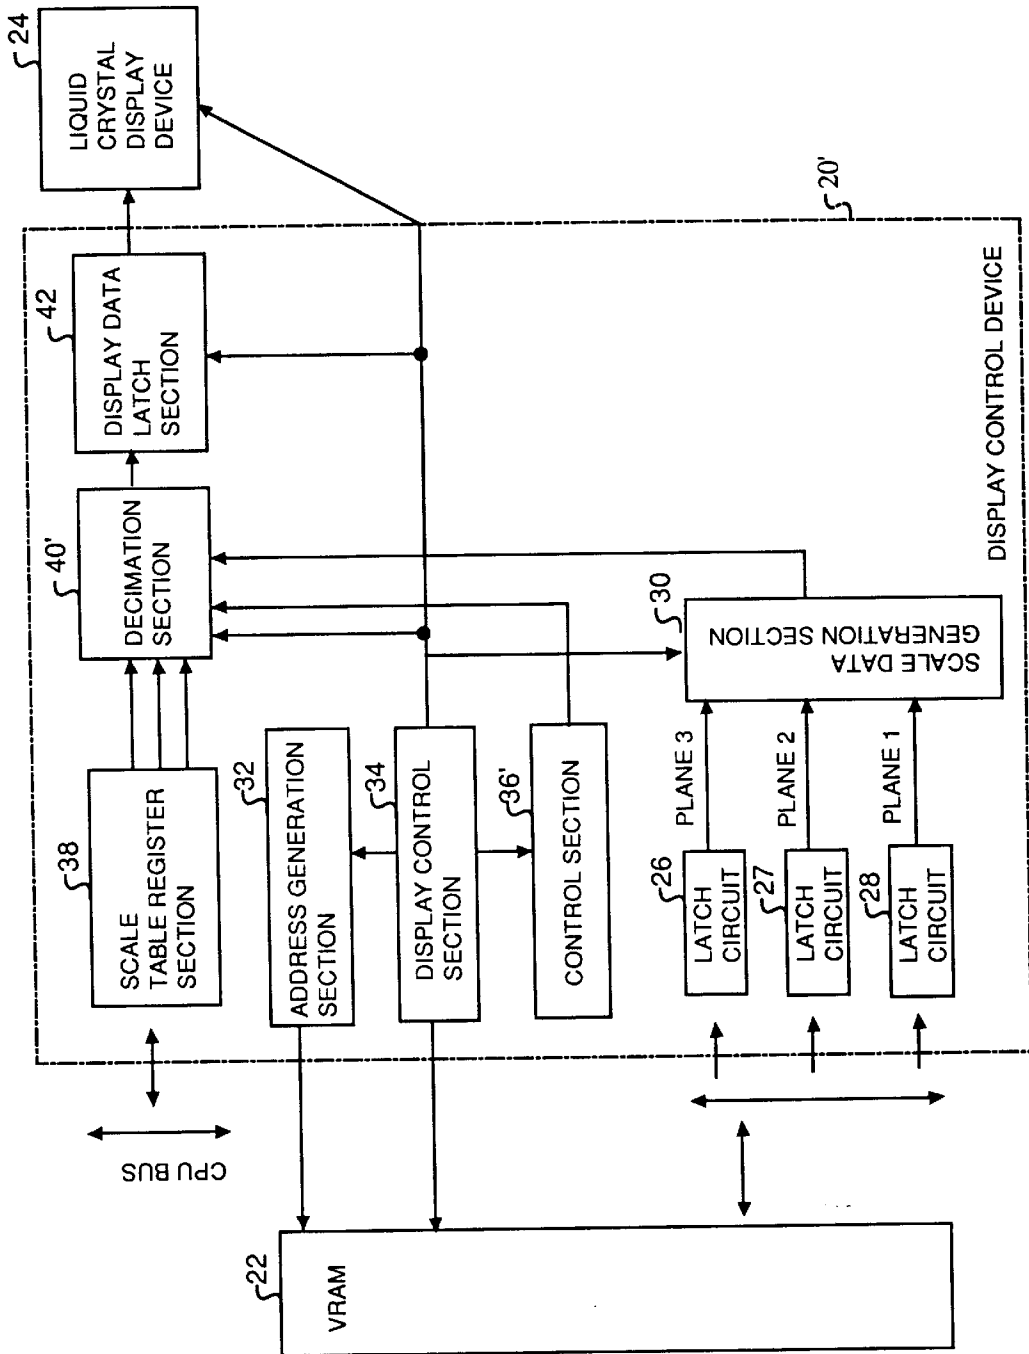 24
LIQUID
CRYSTAL
DISPLAY
DEVICE
20'
DISPLAY CONTROL DEVICE
42
DISPLAY DATA
LATCH
SECTION
40'
DECIMATION
SECTION
30
SCALE DATA
GENERATION SECTION
38
SCALE
TABLE REGISTER
SECTION
32
ADDRESS GENERATION
SECTION
34
DISPLAY CONTROL
SECTION
36'
CONTROL SECTION
PLANE 3
PLANE 2
PLANE 1
26
LATCH
CIRCUIT
27
LATCH
CIRCUIT
28
LATCH
CIRCUIT
CPU BUS
22
VRAM